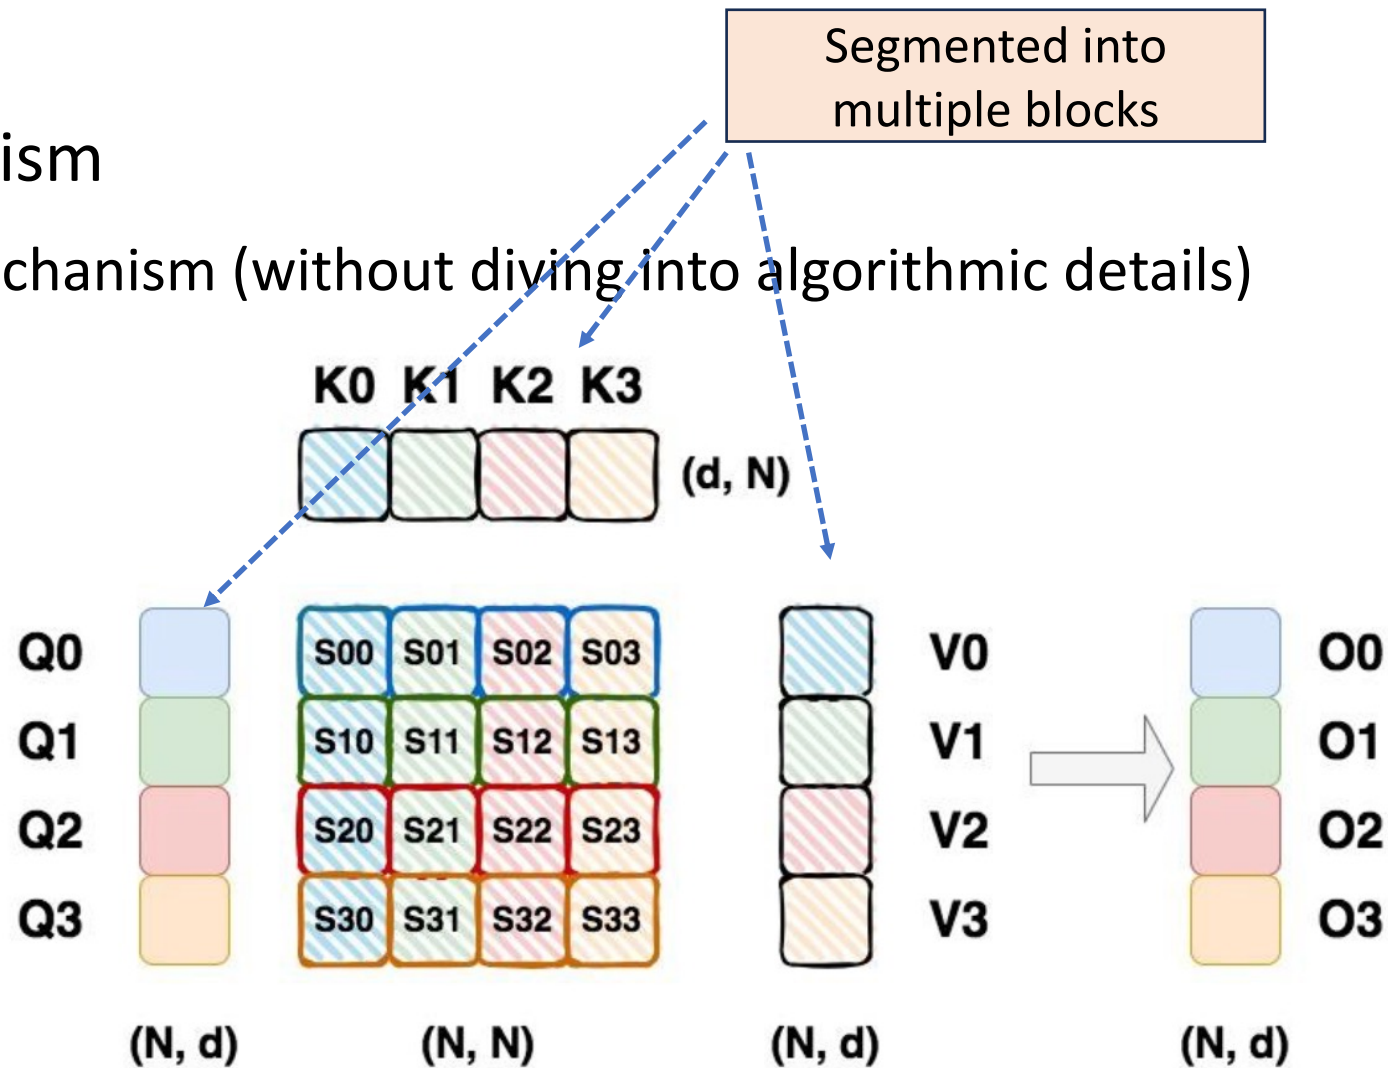 Segmented into
multiple blocks
ism
chanism (without diving into algorithmic details)
K0 K1 K2 K3
(d, N)
Q0 S00 S01 S02 S03 V0 O0
Q1 S10 S11 S12 S13 V1 O1
Q2 S20 S21 S22 S23 V2 O2
Q3 S30 S31 S32 S33 V3 O3
(N, d) (N, N) (N, d) (N, d)